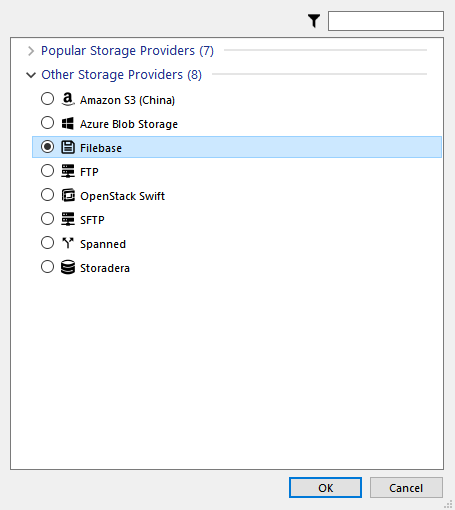 Popular Storage Providers (7)
Other Storage Providers (8)
Amazon S3 (China)
Azure Blob Storage
Filebase
FTP
OpenStack Swift
SFTP
Spanned
Storadera
OK Cancel